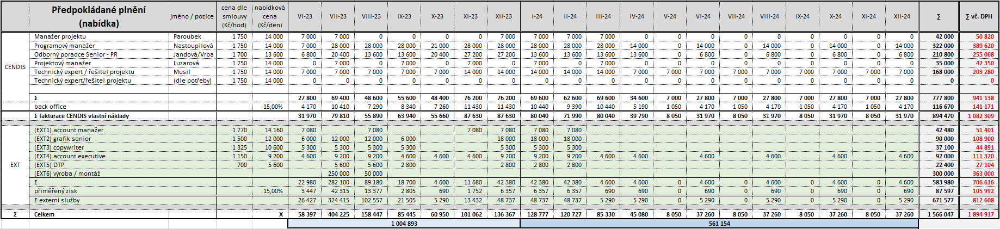 Předpokládané plnění (nabídka) jméno / pozice cena dle smlouvy (Kč/hod) nabídková cena (Kč/den) VI-23 VII-23 VIII-23 IX-23 X-23 XI-23 XII-23 I-24 II-24 III-24 IV-24 V-24 VI-24 VII-24 VIII-24 IX-24 X-24 XI-24 XII-24 Σ Σ vč. DPH
CENDIS
Manažer projektu Paroubek 1 750 14 000 7 000 7 000 0 0 0 0 7 000 7 000 7 000 7 000 0 0 0 0 0 0 0 0 0 42 000 50 820
Programový manažer Nastoupilová 1 750 14 000 7 000 28 000 28 000 28 000 21 000 28 000 28 000 28 000 28 000 28 000 14 000 0 14 000 0 14 000 0 14 000 0 14 000 322 000 389 620
Odborný poradce Senior - PR Jandová/Vrba 1 700 13 600 6 800 20 400 13 600 13 600 20 400 27 200 27 200 13 600 13 600 13 600 13 600 0 6 800 0 6 800 0 6 800 0 6 800 210 800 255 068
Projektový manažer Luzarová 1 750 14 000 0 7 000 0 7 000 0 7 000 0 7 000 0 7 000 0 0 0 0 0 0 0 0 0 35 000 42 350
Technický expert / řešitel projektu Musil 1 750 14 000 7 000 7 000 7 000 7 000 7 000 14 000 14 000 14 000 14 000 14 000 7 000 7 000 7 000 7 000 7 000 7 000 7 000 7 000 7 000 168 000 203 280
Technický expert/řešitel projektu (dle potřeby) 1 750 14 000 0 0 0 0 0 0 0 0 0 0 0 0 0 0 0 0 0 0 0 0 0
Σ 27 800 69 400 48 600 55 600 48 400 76 200 76 200 69 600 62 600 69 600 34 600 7 000 27 800 7 000 27 800 7 000 27 800 7 000 27 800 777 800 941 138
back office 15,00% 4 170 10 410 7 290 8 340 7 260 11 430 11 430 10 440 9 390 10 440 5 190 1 050 4 170 1 050 4 170 1 050 4 170 1 050 4 170 116 670 141 171
Σ fakturace CENDIS vlastní náklady 31 970 79 810 55 890 63 940 55 660 87 630 87 630 80 040 71 990 80 040 39 790 8 050 31 970 8 050 31 970 8 050 31 970 8 050 31 970 894 470 1 082 309
EXT
(EXT1) account manažer 1 770 14 160 7 080 7 080 7 080 7 080 7 080 7 080 42 480 51 401
(EXT2) grafik senior 1 500 12 000 6 000 12 000 12 000 6 000 18 000 18 000 18 000 90 000 108 900
(EXT3) copywriter 1 325 10 600 5 300 5 300 5 300 5 300 5 300 5 300 5 300 37 100 44 891
(EXT4) account executive 1 150 9 200 4 600 9 200 9 200 4 600 4 600 4 600 9 200 9 200 9 200 4 600 4 600 4 600 4 600 4 600 4 600 92 000 111 320
(EXT5) DTP 700 5 600 5 600 5 600 2 800 2 800 2 800 2 800 22 400 27 104
(EXT6) výroba / montáž 250 000 50 000 300 000 363 000
Σ 22 980 282 100 89 180 18 700 4 600 11 680 42 380 42 380 42 380 4 600 4 600 0 4 600 0 4 600 0 4 600 0 4 600 583 980 706 616
přiměřený zisk 15,00% 3 447 42 315 13 377 2 805 690 1 752 6 357 6 357 6 357 690 690 0 690 0 690 0 690 0 690 87 597 105 992
Σ externí služby 26 427 324 415 102 557 21 505 5 290 13 432 48 737 48 737 48 737 5 290 5 290 0 5 290 0 5 290 0 5 290 0 5 290 671 577 812 608
Σ Celkem X 58 397 404 225 158 447 85 445 60 950 101 062 136 367 128 777 120 727 85 330 45 080 8 050 37 260 8 050 37 260 8 050 37 260 8 050 37 260 1 566 047 1 894 917
1 004 893 561 154